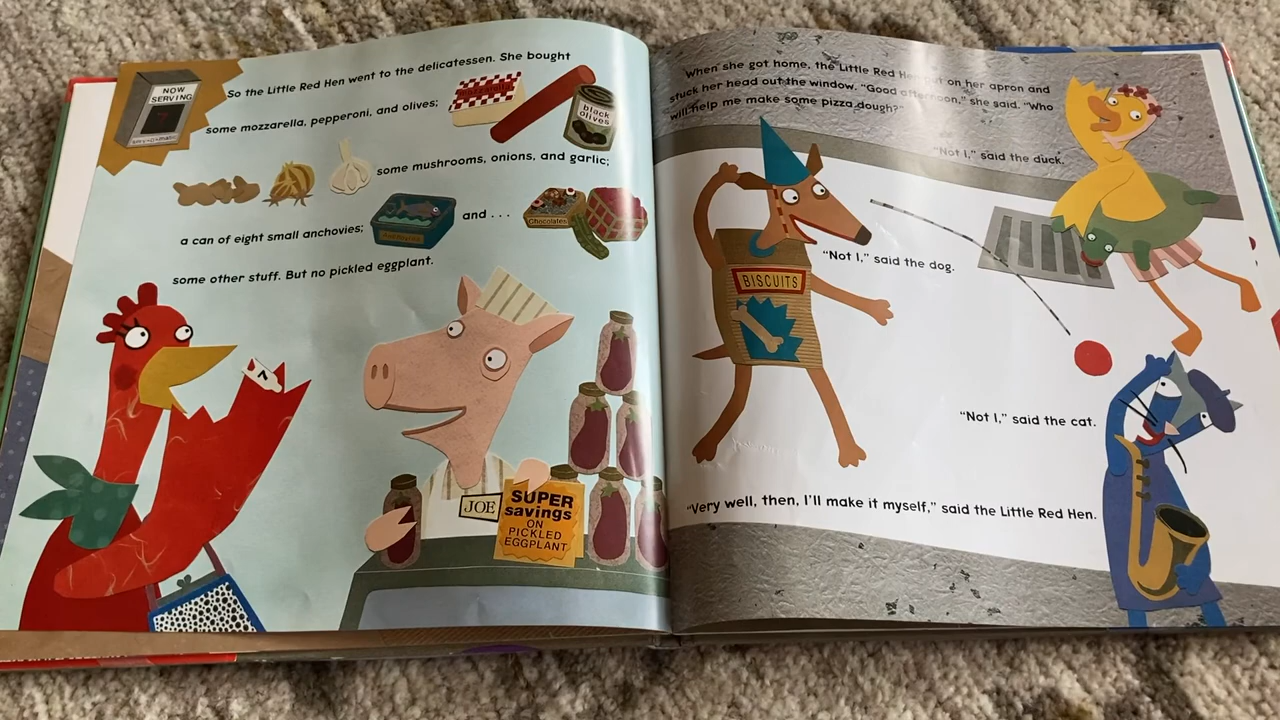 NOW
SERVING
7
So the Little Red Hen went to the delicatessen. She bought
some mozzarella, pepperoni, and olives;
mozzarella
black
olives
some mushrooms, onions, and garlic;
a can of eight small anchovies;
Anchovies
and . . .
Chocolates
some other stuff. But no pickled eggplant.
7
JOE
SUPER
savings
ON
PICKLED
EGGPLANT
When she got home, the Little Red Hen put on her apron and
stuck her head out the window. "Good afternoon," she said. "Who
will help me make some pizza dough?"
"Not I," said the duck.
"Not I," said the dog.
BISCUITS
"Not I," said the cat.
"Very well, then, I'll make it myself," said the Little Red Hen.